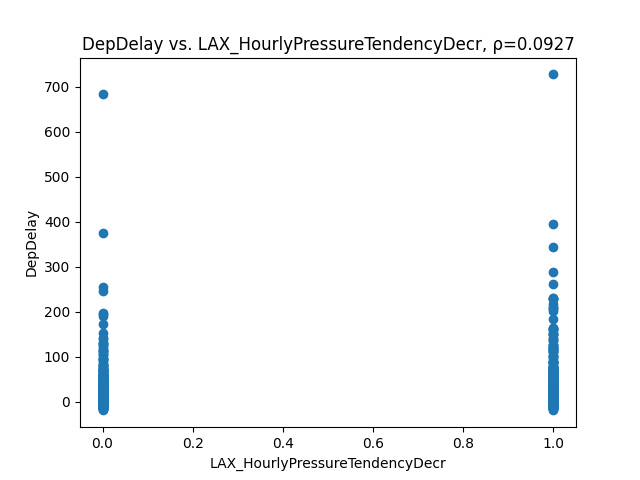 DepDelay vs. LAX_HourlyPressureTendencyDecr, ρ=0.0927
700
600
500
400
300
200
100
0
DepDelay
0.0 0.2 0.4 0.6 0.8 1.0
LAX_HourlyPressureTendencyDecr